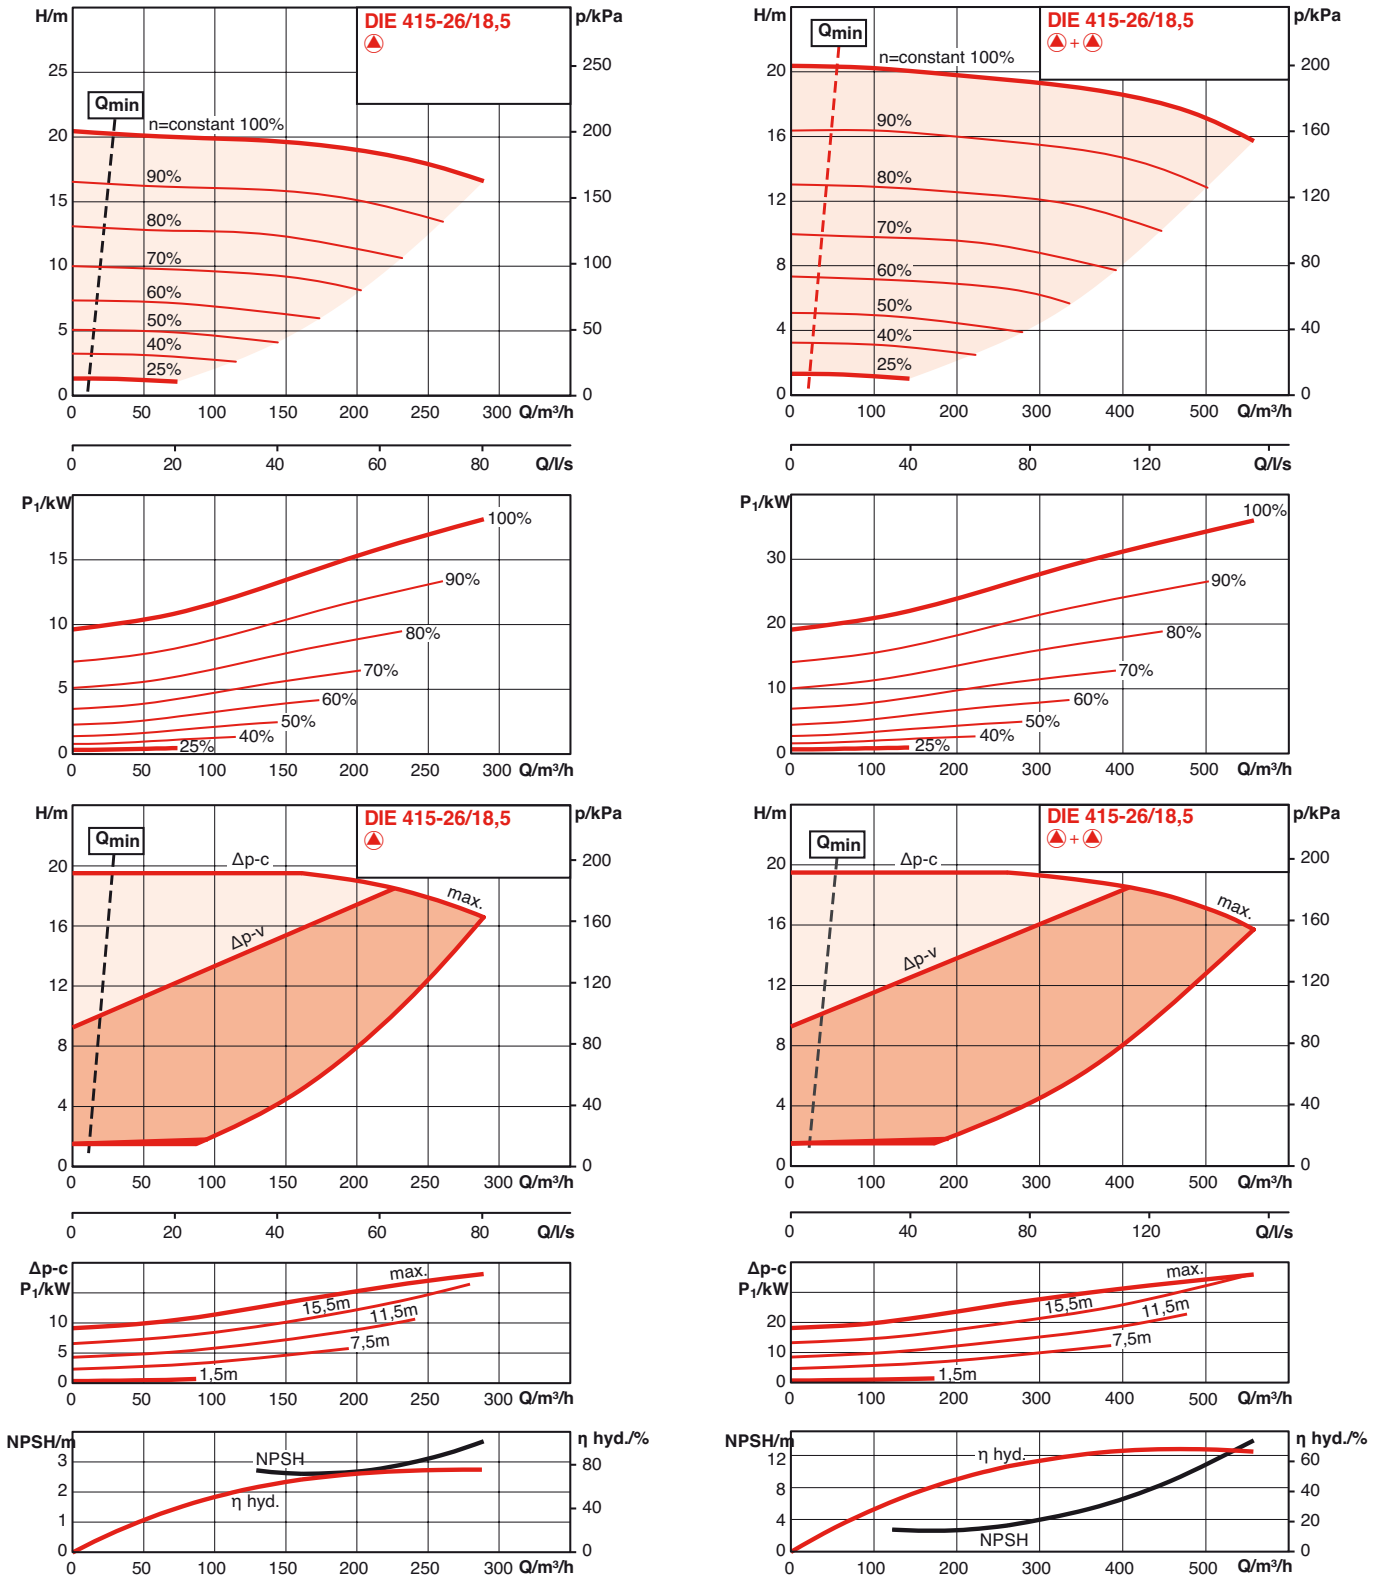 H/m
DIE 415-26/18,5
p/kPa
25
20
15
10
5
0
250
200
150
100
50
0
Qmin
n=constant 100%
90%
80%
70%
60%
50%
40%
25%
0 50 100 150 200 250 300 Q/m³/h
0 20 40 60 80 Q/l/s
P1/kW
15
10
5
0
100%
90%
80%
70%
60%
50%
40%
25%
0 50 100 150 200 250 300 Q/m³/h
H/m
DIE 415-26/18,5
p/kPa
20
16
12
8
4
0
200
160
120
80
40
0
Qmin
Δp-c
max.
Δp-v
0 50 100 150 200 250 300 Q/m³/h
0 20 40 60 80 Q/l/s
Δp-c
P1/kW
10
5
0
max.
15,5m
11,5m
7,5m
1,5m
0 50 100 150 200 250 300 Q/m³/h
NPSH/m
η hyd./%
3
2
1
0
80
40
0
NPSH
η hyd.
0 50 100 150 200 250 300 Q/m³/h
H/m
DIE 415-26/18,5
+
p/kPa
20
16
12
8
4
0
200
160
120
80
40
0
Qmin
n=constant 100%
90%
80%
70%
60%
50%
40%
25%
0 100 200 300 400 500 Q/m³/h
0 40 80 120 Q/l/s
P1/kW
30
20
10
0
100%
90%
80%
70%
60%
50%
40%
25%
0 100 200 300 400 500 Q/m³/h
H/m
DIE 415-26/18,5
+
p/kPa
20
16
12
8
4
0
200
160
120
80
40
0
Qmin
Δp-c
max.
Δp-v
0 100 200 300 400 500 Q/m³/h
0 40 80 120 Q/l/s
Δp-c
P1/kW
20
10
0
max.
15,5m
11,5m
7,5m
1,5m
0 100 200 300 400 500 Q/m³/h
NPSH/m
η hyd./%
12
8
4
0
60
40
20
0
η hyd.
NPSH
0 100 200 300 400 500 Q/m³/h